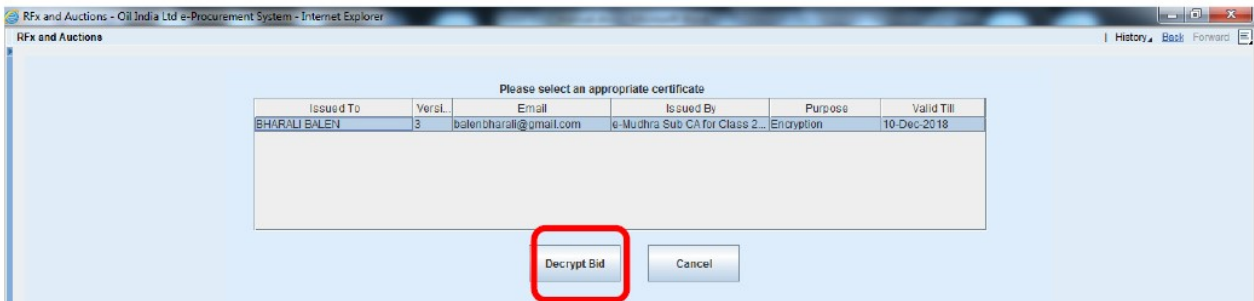 RFx and Auctions - Oil India Ltd e-Procurement System - Internet Explorer
RFx and Auctions | History Back Forward
Please select an appropriate certificate
Issued To Versi... Email Issued By Purpose Valid Till
BHARALI BALEN 3 balenbharali@gmail.com e-Mudhra Sub CA for Class 2... Encryption 10-Dec-2018
Decrypt Bid Cancel